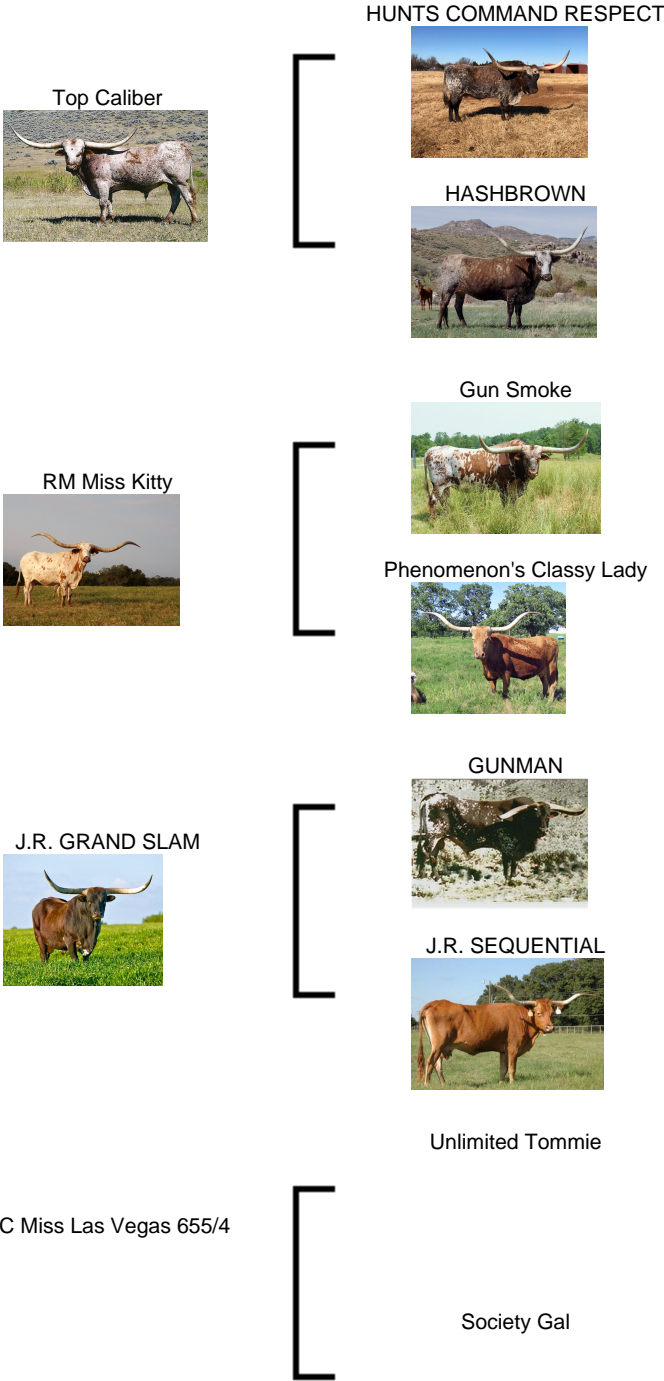 HUNTS COMMAND RESPECT
Top Caliber
HASHBROWN
Gun Smoke
RM Miss Kitty
Phenomenon's Classy Lady
GUNMAN
J.R. GRAND SLAM
J.R. SEQUENTIAL
Unlimited Tommie
C Miss Las Vegas 655/4
Society Gal